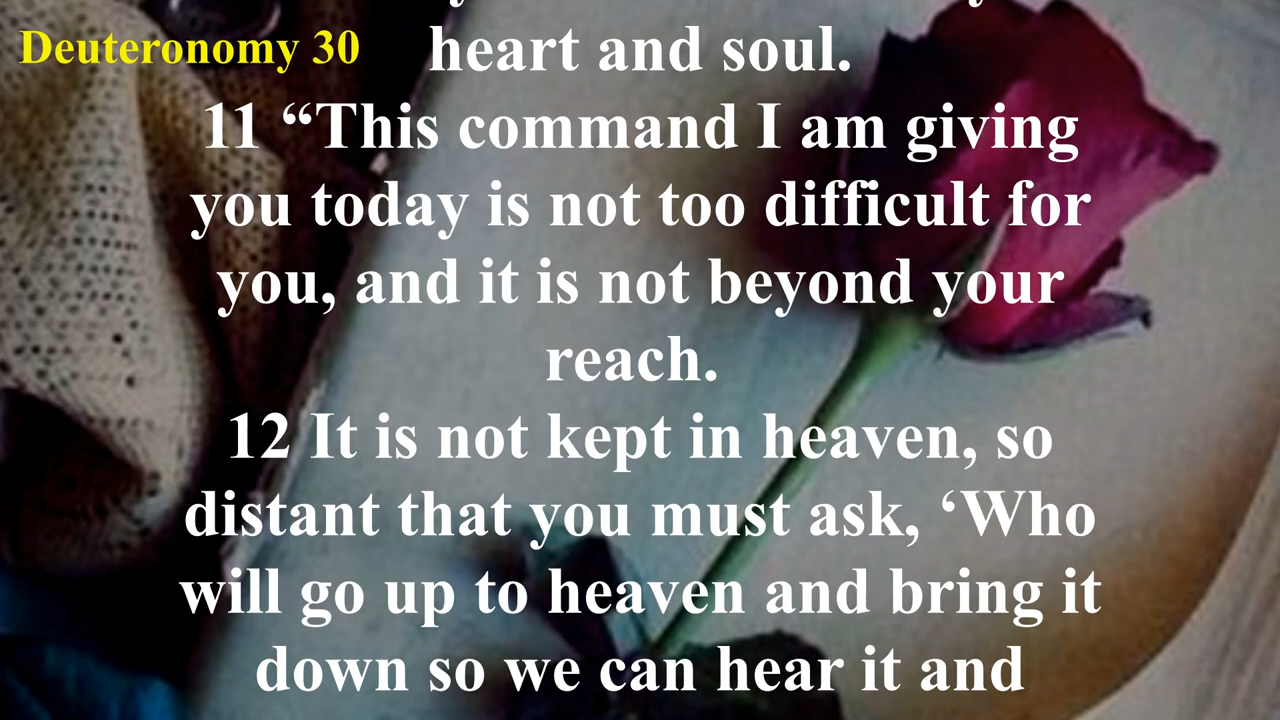 Deuteronomy 30
heart and soul.
11 “This command I am giving
you today is not too difficult for
you, and it is not beyond your
reach.
12 It is not kept in heaven, so
distant that you must ask, ‘Who
will go up to heaven and bring it
down so we can hear it and